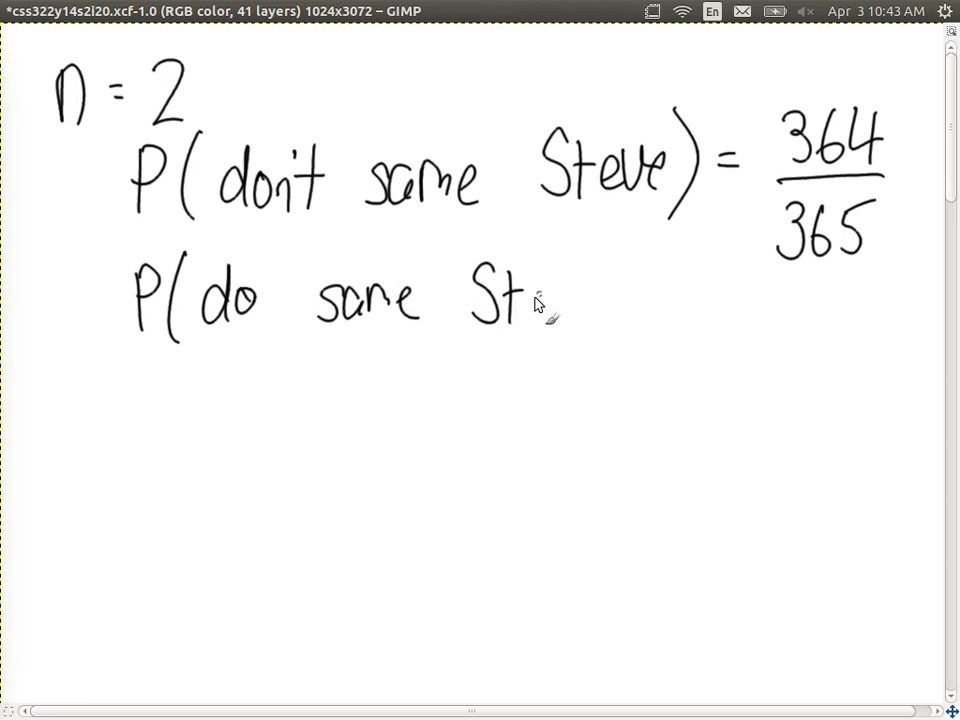 *css322y14s2i20.xcf-1.0 (RGB color, 41 layers) 1024x3072 – GIMP En Apr 3 10:43 AM
n = 2
P(don't same Steve) = 364/365
P(do same St